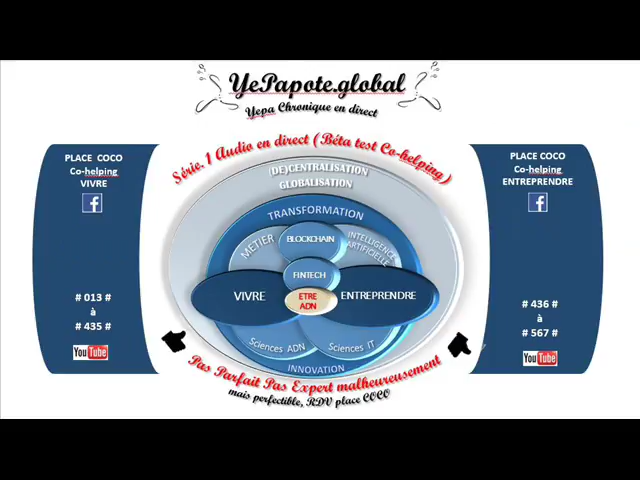 YePapote.global
Yepa Chronique en direct
Série.1 Audio en direct (Béta test Co-helping)
PLACE COCO
Co-helping
VIVRE
# 013 #
à
# 435 #
YouTube
(DE)CENTRALISATION
GLOBALISATION
TRANSFORMATION
METIER
BLOCKCHAIN
INTELLIGENCE
ARTIFICIELLE
FINTECH
VIVRE
ETRE
ADN
ENTREPRENDRE
Sciences ADN
Sciences IT
INNOVATION
PLACE COCO
Co-helping
ENTREPRENDRE
# 436 #
à
# 567 #
YouTube
Pas Parfait Pas Expert malheureusement
mais perfectible, RDV place COCO